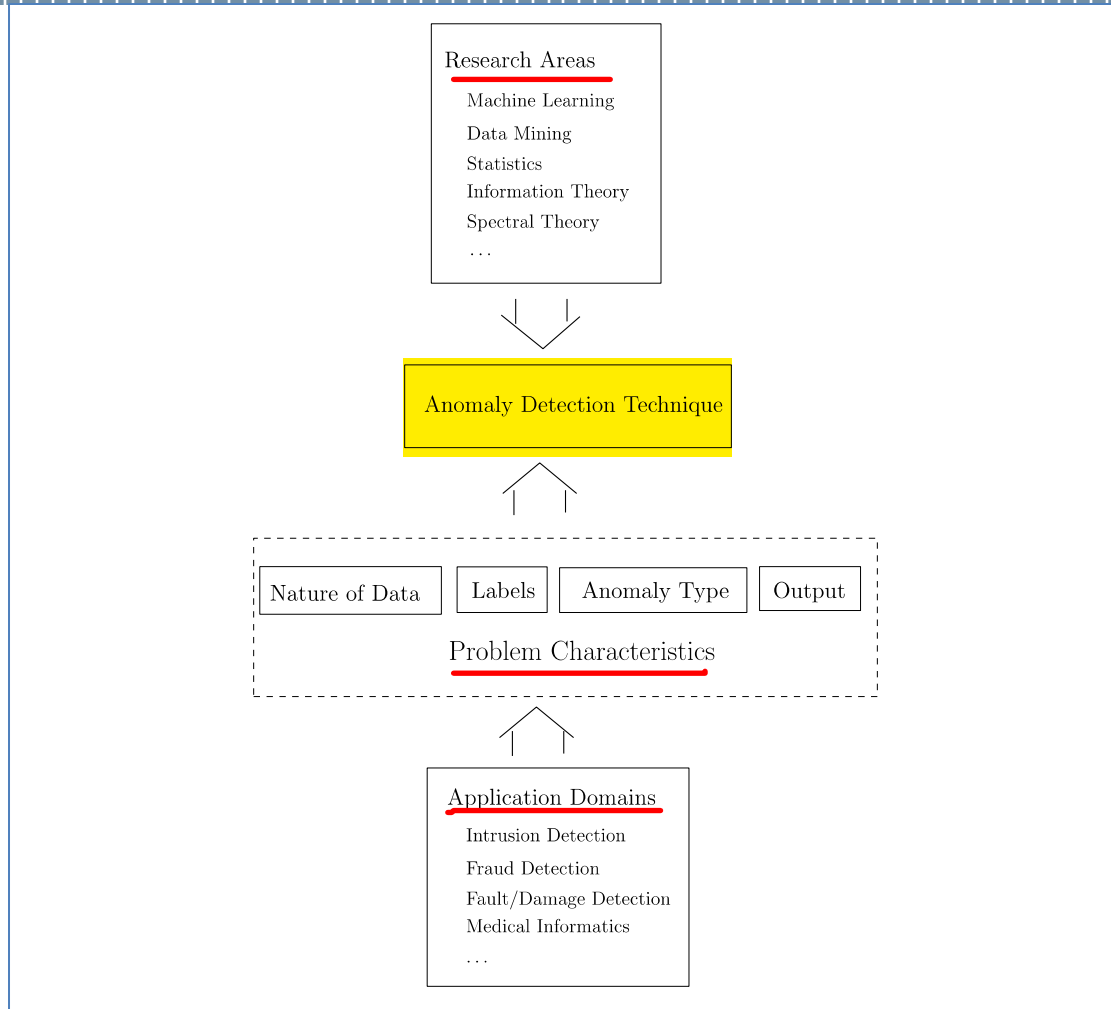 Research Areas
Machine Learning
Data Mining
Statistics
Information Theory
Spectral Theory
. . .
Anomaly Detection Technique
Nature of Data
Labels
Anomaly Type
Output
Problem Characteristics
Application Domains
Intrusion Detection
Fraud Detection
Fault/Damage Detection
Medical Informatics
. . .